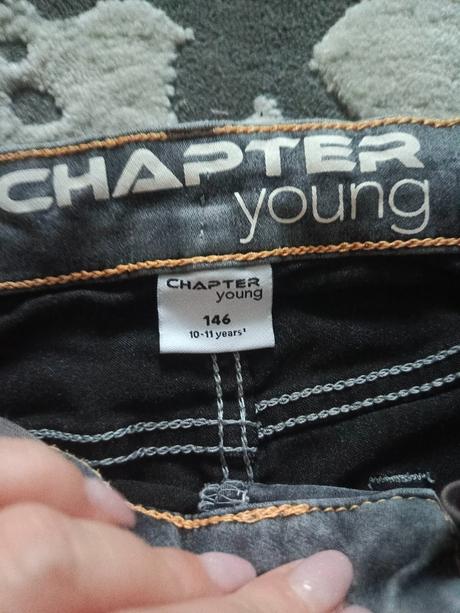 CHAPTER
young
CHAPTER
young
146
10-11 years¹